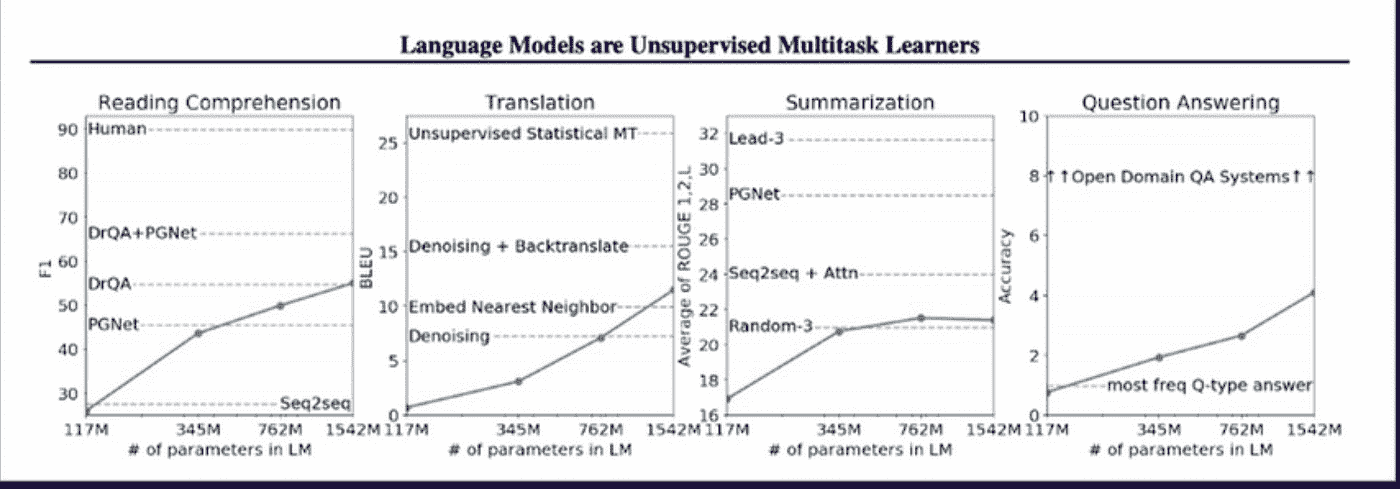 Language Models are Unsupervised Multitask Learners
Reading Comprehension
90
80
70
60
50
40
30
F1
Human
DrQA+PGNet
DrQA
PGNet
Seq2seq
117M 345M 762M 1542M
# of parameters in LM
Translation
25
20
15
10
5
0
BLEU
Unsupervised Statistical MT
Denoising + Backtranslate
Embed Nearest Neighbor
Denoising
117M 345M 762M 1542M
# of parameters in LM
Summarization
32
30
28
26
24
22
20
18
16
Average of ROUGE 1,2,L
Lead-3
PGNet
Seq2seq + Attn
Random-3
117M 345M 762M 1542M
# of parameters in LM
Question Answering
10
8
6
4
2
0
Accuracy
↑↑Open Domain QA Systems↑↑
most freq Q-type answer
117M 345M 762M 1542M
# of parameters in LM